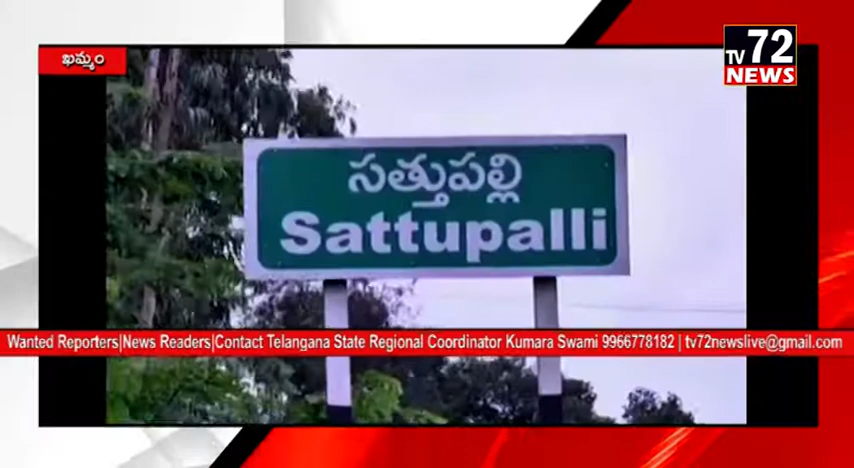 ఖమ్మం
TV 72
NEWS
సత్తుపల్లి
Sattupalli
Wanted Reporters|News Readers|Contact Telangana State Regional Coordinator Kumara Swami 9966778182 | tv72newslive@gmail.com